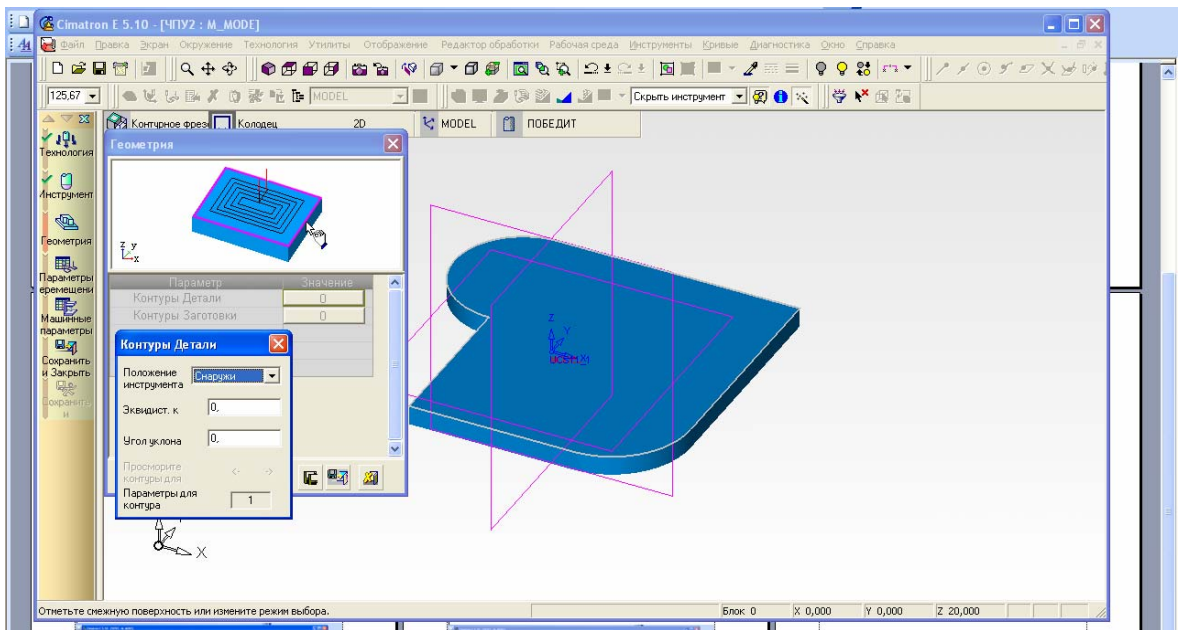 Cimatron E 5.10 - [ЧПУ2 : M_MODE]
Файл Правка Экран Окружение Технология Утилиты Отображение Редактор обработки Рабочая среда Инструменты Кривые Диагностика Окно Справка
125,67 MODEL Скрыть инструмент
Контурное фрез Колодец 2D MODEL ПОБЕДИТ
Технология
Инструмент
Геометрия
Параметры
еремещени
Машинные
параметры
Сохранить
и Закрыть
Сохранить
и
Геометрия
z y
x
Параметр Значение
Контуры Детали 0
Контуры Заготовки 0
Контуры Детали
Положение
инструмента Снаружи
Эквидист. к 0,
Угол уклона 0,
Просморите
контуры для <- ->
Параметры для
контура 1
Z
Y
X
Отметьте смежную поверхность или измените режим выбора.
Блок 0 X 0,000 Y 0,000 Z 20,000